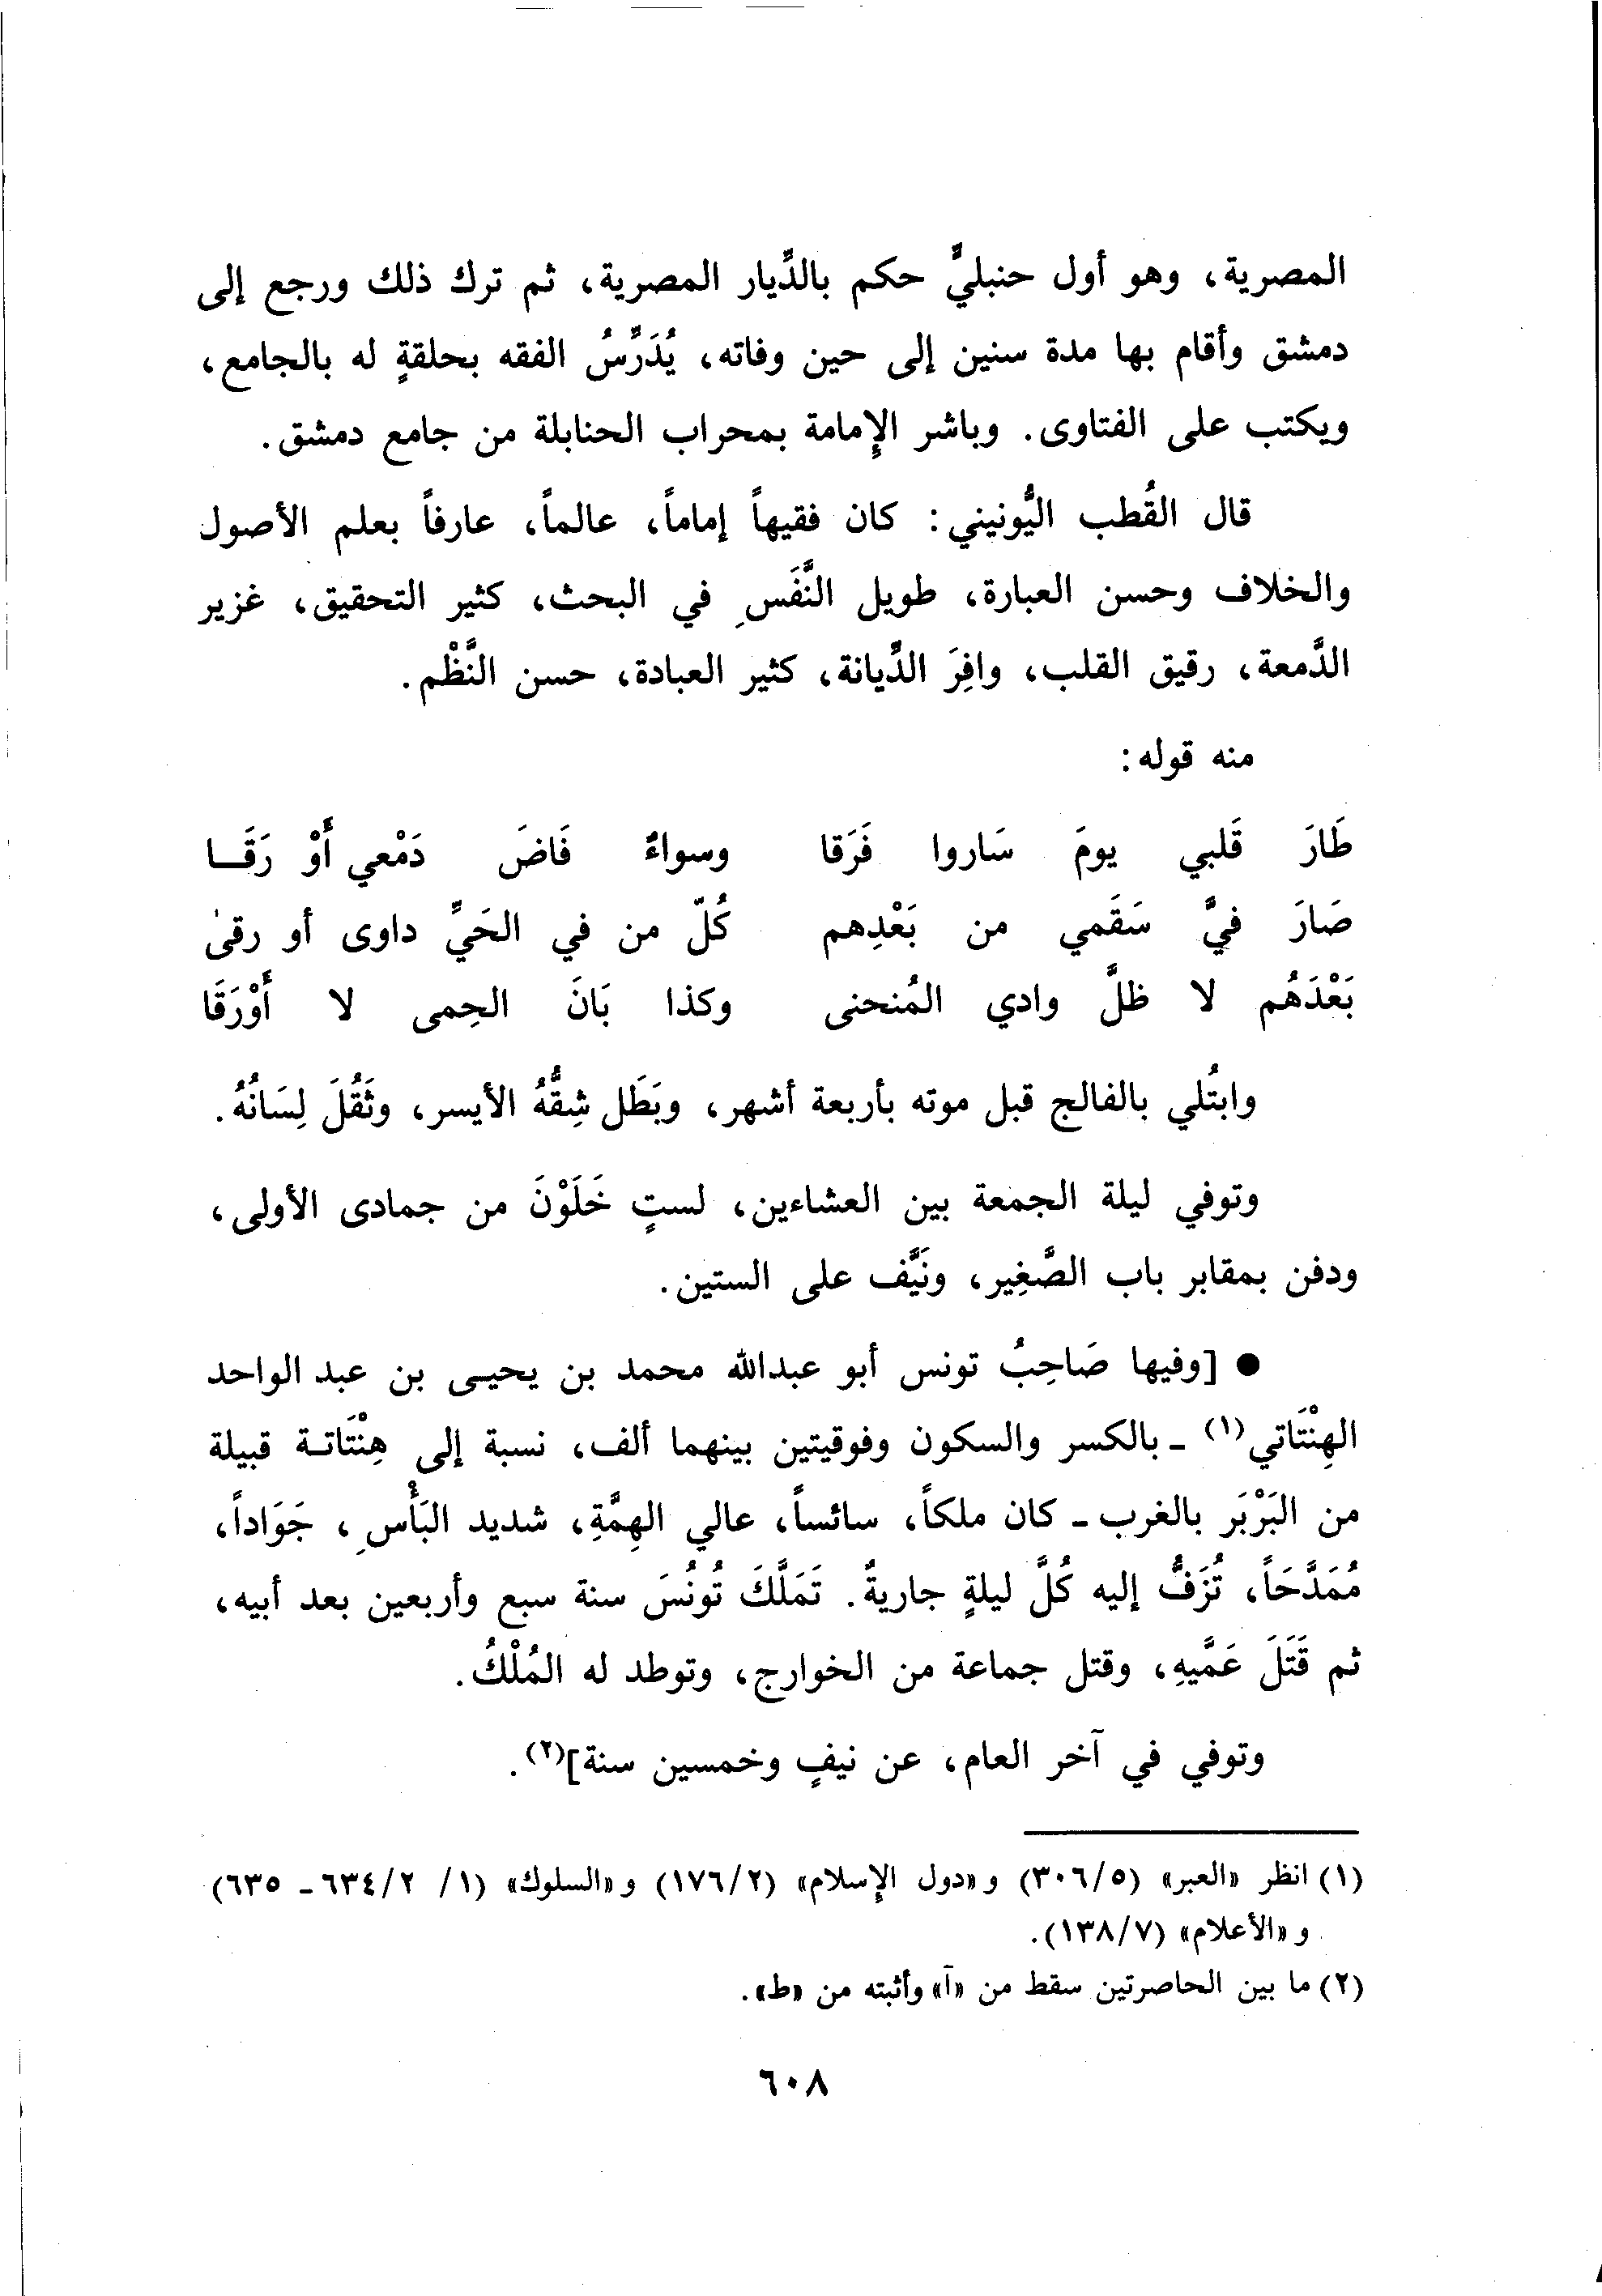 المصرية، وهو أول حنبليٍّ حكم بالدِّيار المصرية، ثم ترك ذلك ورجع إلى
دمشق وأقام بها مدة سنين إلى حين وفاته، يُدَرِّسُ الفقه بحلقةٍ له بالجامع،
ويكتب على الفتاوى. وباشر الإِمامة بمحراب الحنابلة من جامع دمشق.
قال القُطب اليُّونيني: كان فقيهاً إماماً، عالماً، عارفاً بعلم الأصول
والخلاف وحسن العبارة، طويل النَّفَسِ في البحث، كثير التحقيق، غزير
الدَّمعة، رقيق القلب، وافِرَ الدِّيانة، كثير العبادة، حسن النَّظْم.
منه قوله:
طَارَ قَلبي يومَ سَاروا فَرَقا وسواءٌ فَاضَ دَمْعي أَوْ رَقَــا
صَارَ فيَّ سَقَمي من بَعْدِهم كُلّ من في الحَيِّ داوى أو رقىٰ
بَعْدَهُم لا ظلَّ وادي المُنحنى وكذا بَانَ الحِمى لا أَوْرَقَا
وابتُلي بالفالج قبل موته بأربعة أشهر، وبَطَل شِقُّهُ الأيسر، وثَقُلَ لِسَانُهُ.
وتوفي ليلة الجمعة بين العشاءين، لستٍ خَلَوْنَ من جمادى الأولى،
ودفن بمقابر باب الصَّغِير، ونَيَّف على الستين.
● [وفيها صَاحِبُ تونس أبو عبدالله محمد بن يحيـى بن عبد الواحد
الهِنْتَاتي(١) ـ بالكسر والسكون وفوقيتين بينهما ألف، نسبة إلى هِنْتَاتـة قبيلة
من البَرْبَر بالغرب ـ كان ملكاً، سائساً، عالي الهِمَّةِ، شديد البَأْسِ، جَوَاداً،
مُمَدَّحَاً، تُزَفُّ إليه كُلَّ ليلةٍ جاريةٌ. تَمَلَّكَ تُونُسَ سنة سبع وأربعين بعد أبيه،
ثم قَتَلَ عَمَّيهِ، وقتل جماعة من الخوارج، وتوطد له المُلْكُ.
وتوفي في آخر العام، عن نيفٍ وخمسين سنة](٢).
(١) انظر «العبر» (٣٠٦/٥) و«دول الإسلام» (١٧٦/٢) و«السلوك» (١/ ٦٣٤/٢ ـ ٦٣٥)
و«الأعلام» (١٣٨/٧).
(٢) ما بين الحاصرتين سقط من «آ» وأثبته من «ط».
٦٠٨